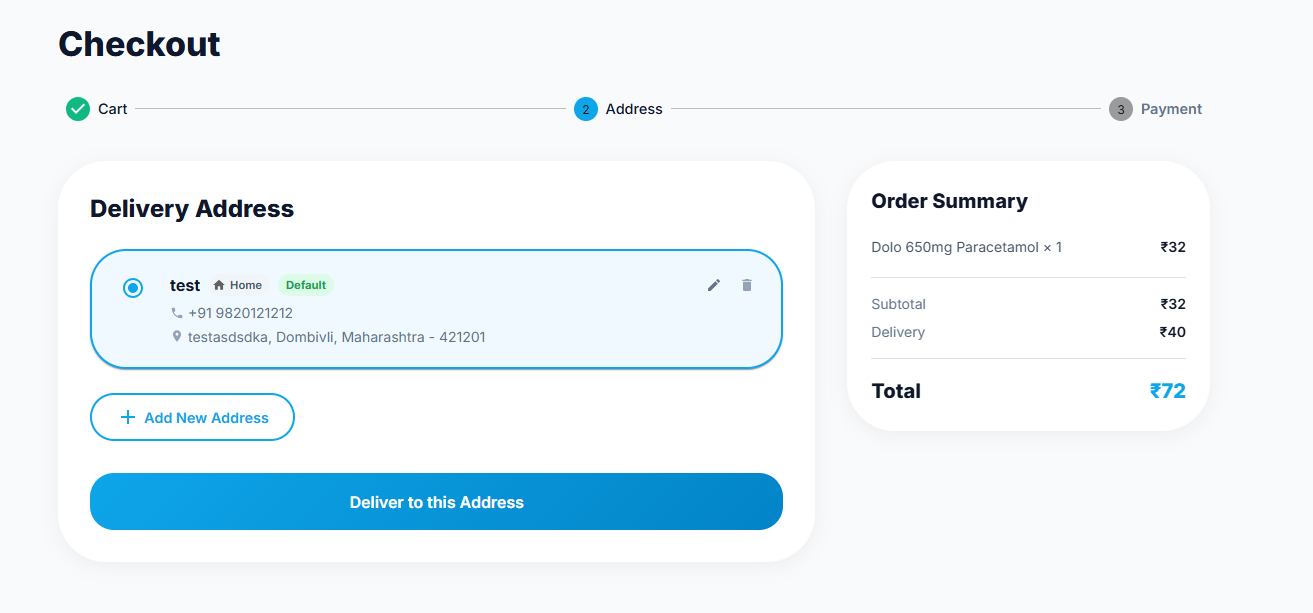 Checkout
Cart
2 Address
3 Payment
Delivery Address
test Home Default
+91 9820121212
testasdsdka, Dombivli, Maharashtra - 421201
Add New Address
Deliver to this Address
Order Summary
Dolo 650mg Paracetamol × 1 ₹32
Subtotal ₹32
Delivery ₹40
Total ₹72